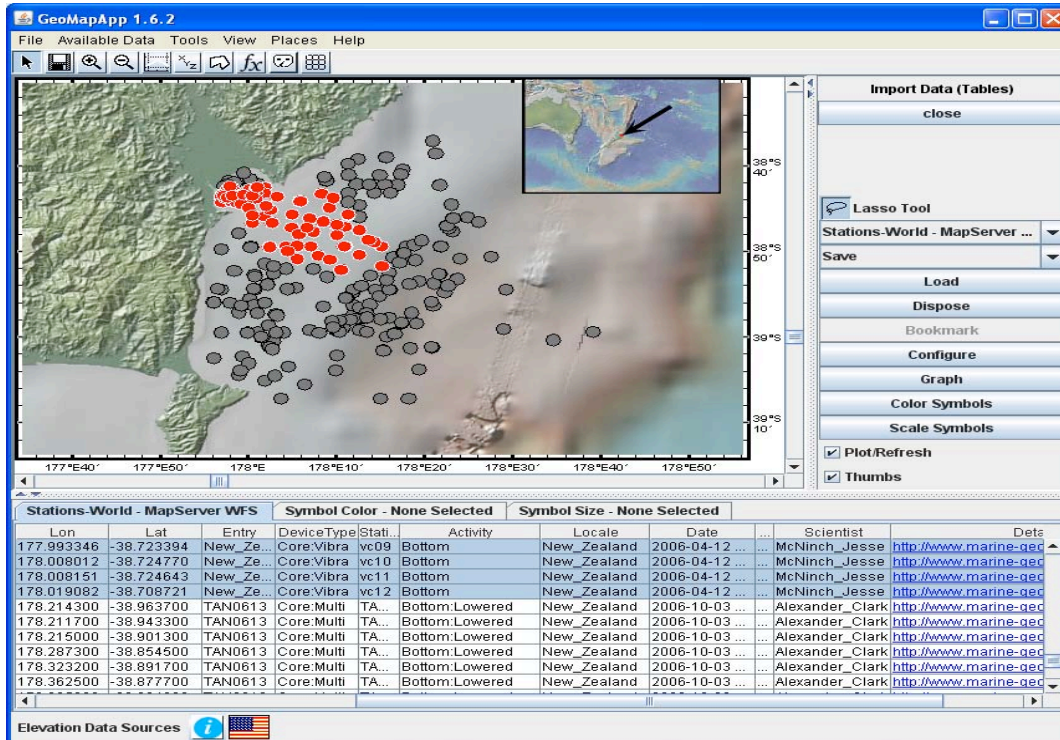 GeoMapApp 1.6.2
File Available Data Tools View Places Help
Import Data (Tables)
close
38°S
40´
Lasso Tool
Stations-World - MapServer ...
38°S
50´
Save
Load
Dispose
Bookmark
39°S
Configure
Graph
Color Symbols
39°S
10´
Scale Symbols
Plot/Refresh
177°E40´ 177°E50´ 178°E 178°E10´ 178°E20´ 178°E30´ 178°E40´ 178°E50´
Thumbs
Stations-World - MapServer WFS Symbol Color - None Selected Symbol Size - None Selected
Lon Lat Entry DeviceType Stati... Activity Locale Date ... Scientist Deta
177.993346 -38.723394 New_Ze... Core:Vibra vc09 Bottom New_Zealand 2006-04-12 ... ... McNinch_Jesse http://www.marine-geo
178.008012 -38.724770 New_Ze... Core:Vibra vc10 Bottom New_Zealand 2006-04-12 ... ... McNinch_Jesse http://www.marine-geo
178.008151 -38.724643 New_Ze... Core:Vibra vc11 Bottom New_Zealand 2006-04-12 ... ... McNinch_Jesse http://www.marine-geo
178.019082 -38.708721 New_Ze... Core:Vibra vc12 Bottom New_Zealand 2006-04-12 ... ... McNinch_Jesse http://www.marine-geo
178.214300 -38.963700 TAN0613 Core:Multi TA... Bottom:Lowered New_Zealand 2006-10-03 ... ... Alexander_Clark http://www.marine-geo
178.211700 -38.943300 TAN0613 Core:Multi TA... Bottom:Lowered New_Zealand 2006-10-03 ... ... Alexander_Clark http://www.marine-geo
178.215000 -38.901300 TAN0613 Core:Multi TA... Bottom:Lowered New_Zealand 2006-10-03 ... ... Alexander_Clark http://www.marine-geo
178.287300 -38.854500 TAN0613 Core:Multi TA... Bottom:Lowered New_Zealand 2006-10-03 ... ... Alexander_Clark http://www.marine-geo
178.323200 -38.891700 TAN0613 Core:Multi TA... Bottom:Lowered New_Zealand 2006-10-03 ... ... Alexander_Clark http://www.marine-geo
178.362500 -38.877700 TAN0613 Core:Multi TA... Bottom:Lowered New_Zealand 2006-10-03 ... ... Alexander_Clark http://www.marine-geo
Elevation Data Sources